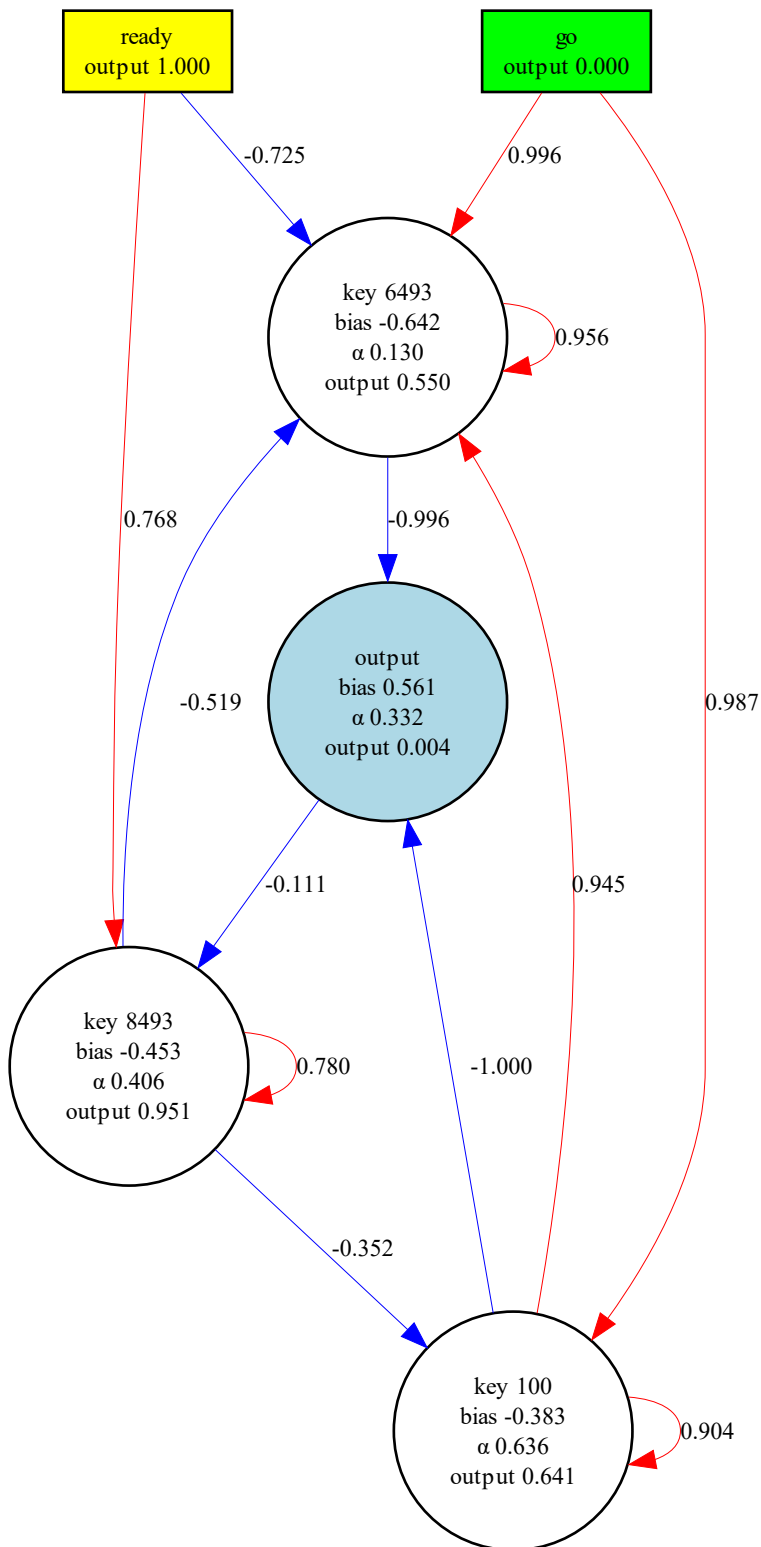 ready
output 1.000
go
output 0.000
-0.725
0.996
key 6493
bias -0.642
α 0.130
output 0.550
0.956
0.768
-0.996
-0.519
output
bias 0.561
α 0.332
output 0.004
0.987
-0.111
0.945
key 8493
bias -0.453
α 0.406
output 0.951
0.780
-1.000
-0.352
key 100
bias -0.383
α 0.636
output 0.641
0.904